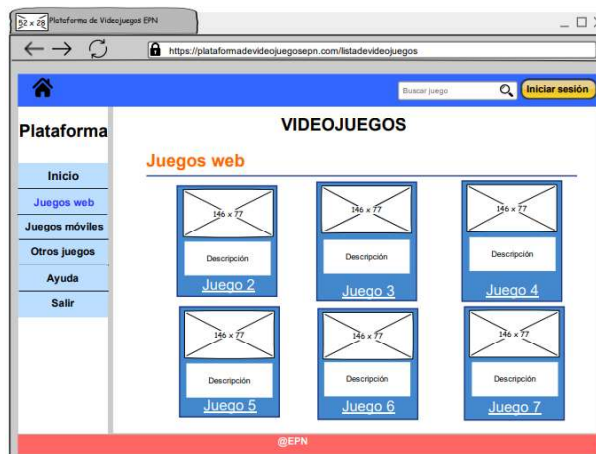 52 x 28 Plataforma de Videojuegos EPN
https://plataformadevideojuegosepn.com/listadevideojuegos
Buscar juego
Iniciar sesión
Plataforma
Inicio
Juegos web
Juegos móviles
Otros juegos
Ayuda
Salir
VIDEOJUEGOS
Juegos web
146 x 77
Descripción
Juego 2
146 x 77
Descripción
Juego 3
146 x 77
Descripción
Juego 4
146 x 77
Descripción
Juego 5
146 x 77
Descripción
Juego 6
146 x 77
Descripción
Juego 7
@EPN